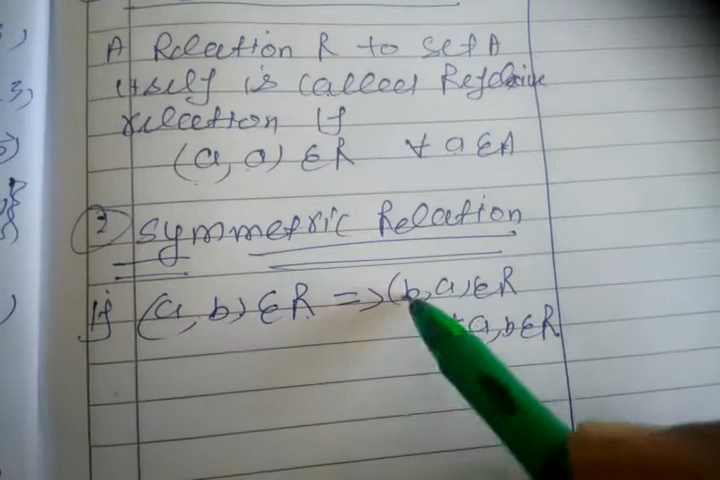 A Relation R to set A
itself is called Reflexive
relation if
(a, a) ∈ R ∀ a ∈ A
② Symmetric Relation
If (a, b) ∈ R => (b, a) ∈ R
a, b ∈ R